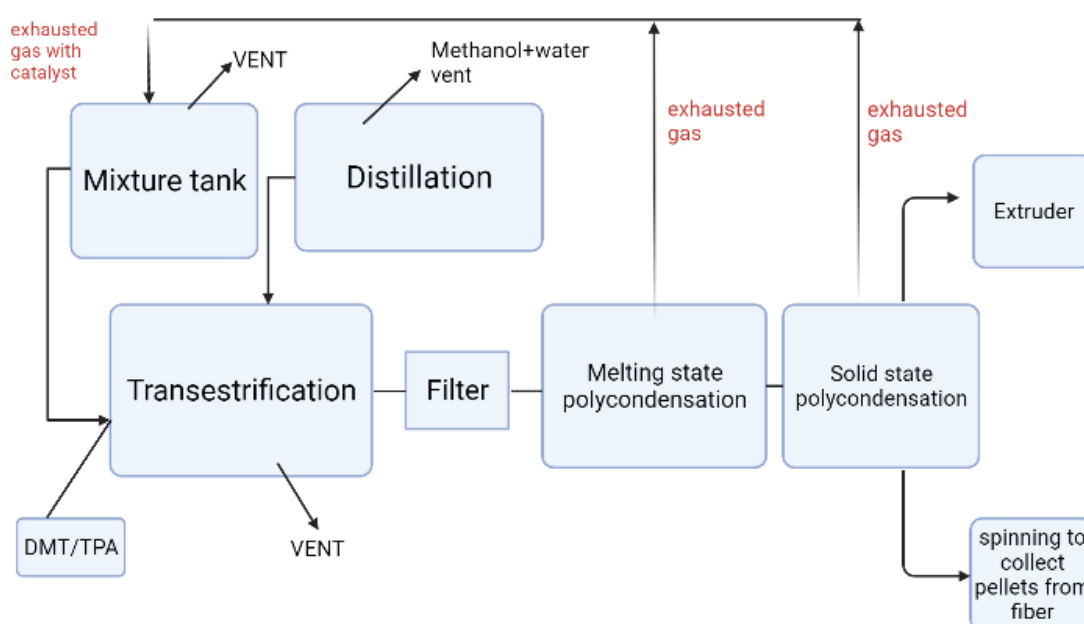 exhausted
gas with
catalyst
VENT
Methanol+water
vent
exhausted
gas
exhausted
gas
Mixture tank
Distillation
Extruder
Transestrification
Filter
Melting state
polycondensation
Solid state
polycondensation
DMT/TPA
VENT
spinning to
collect
pellets from
fiber